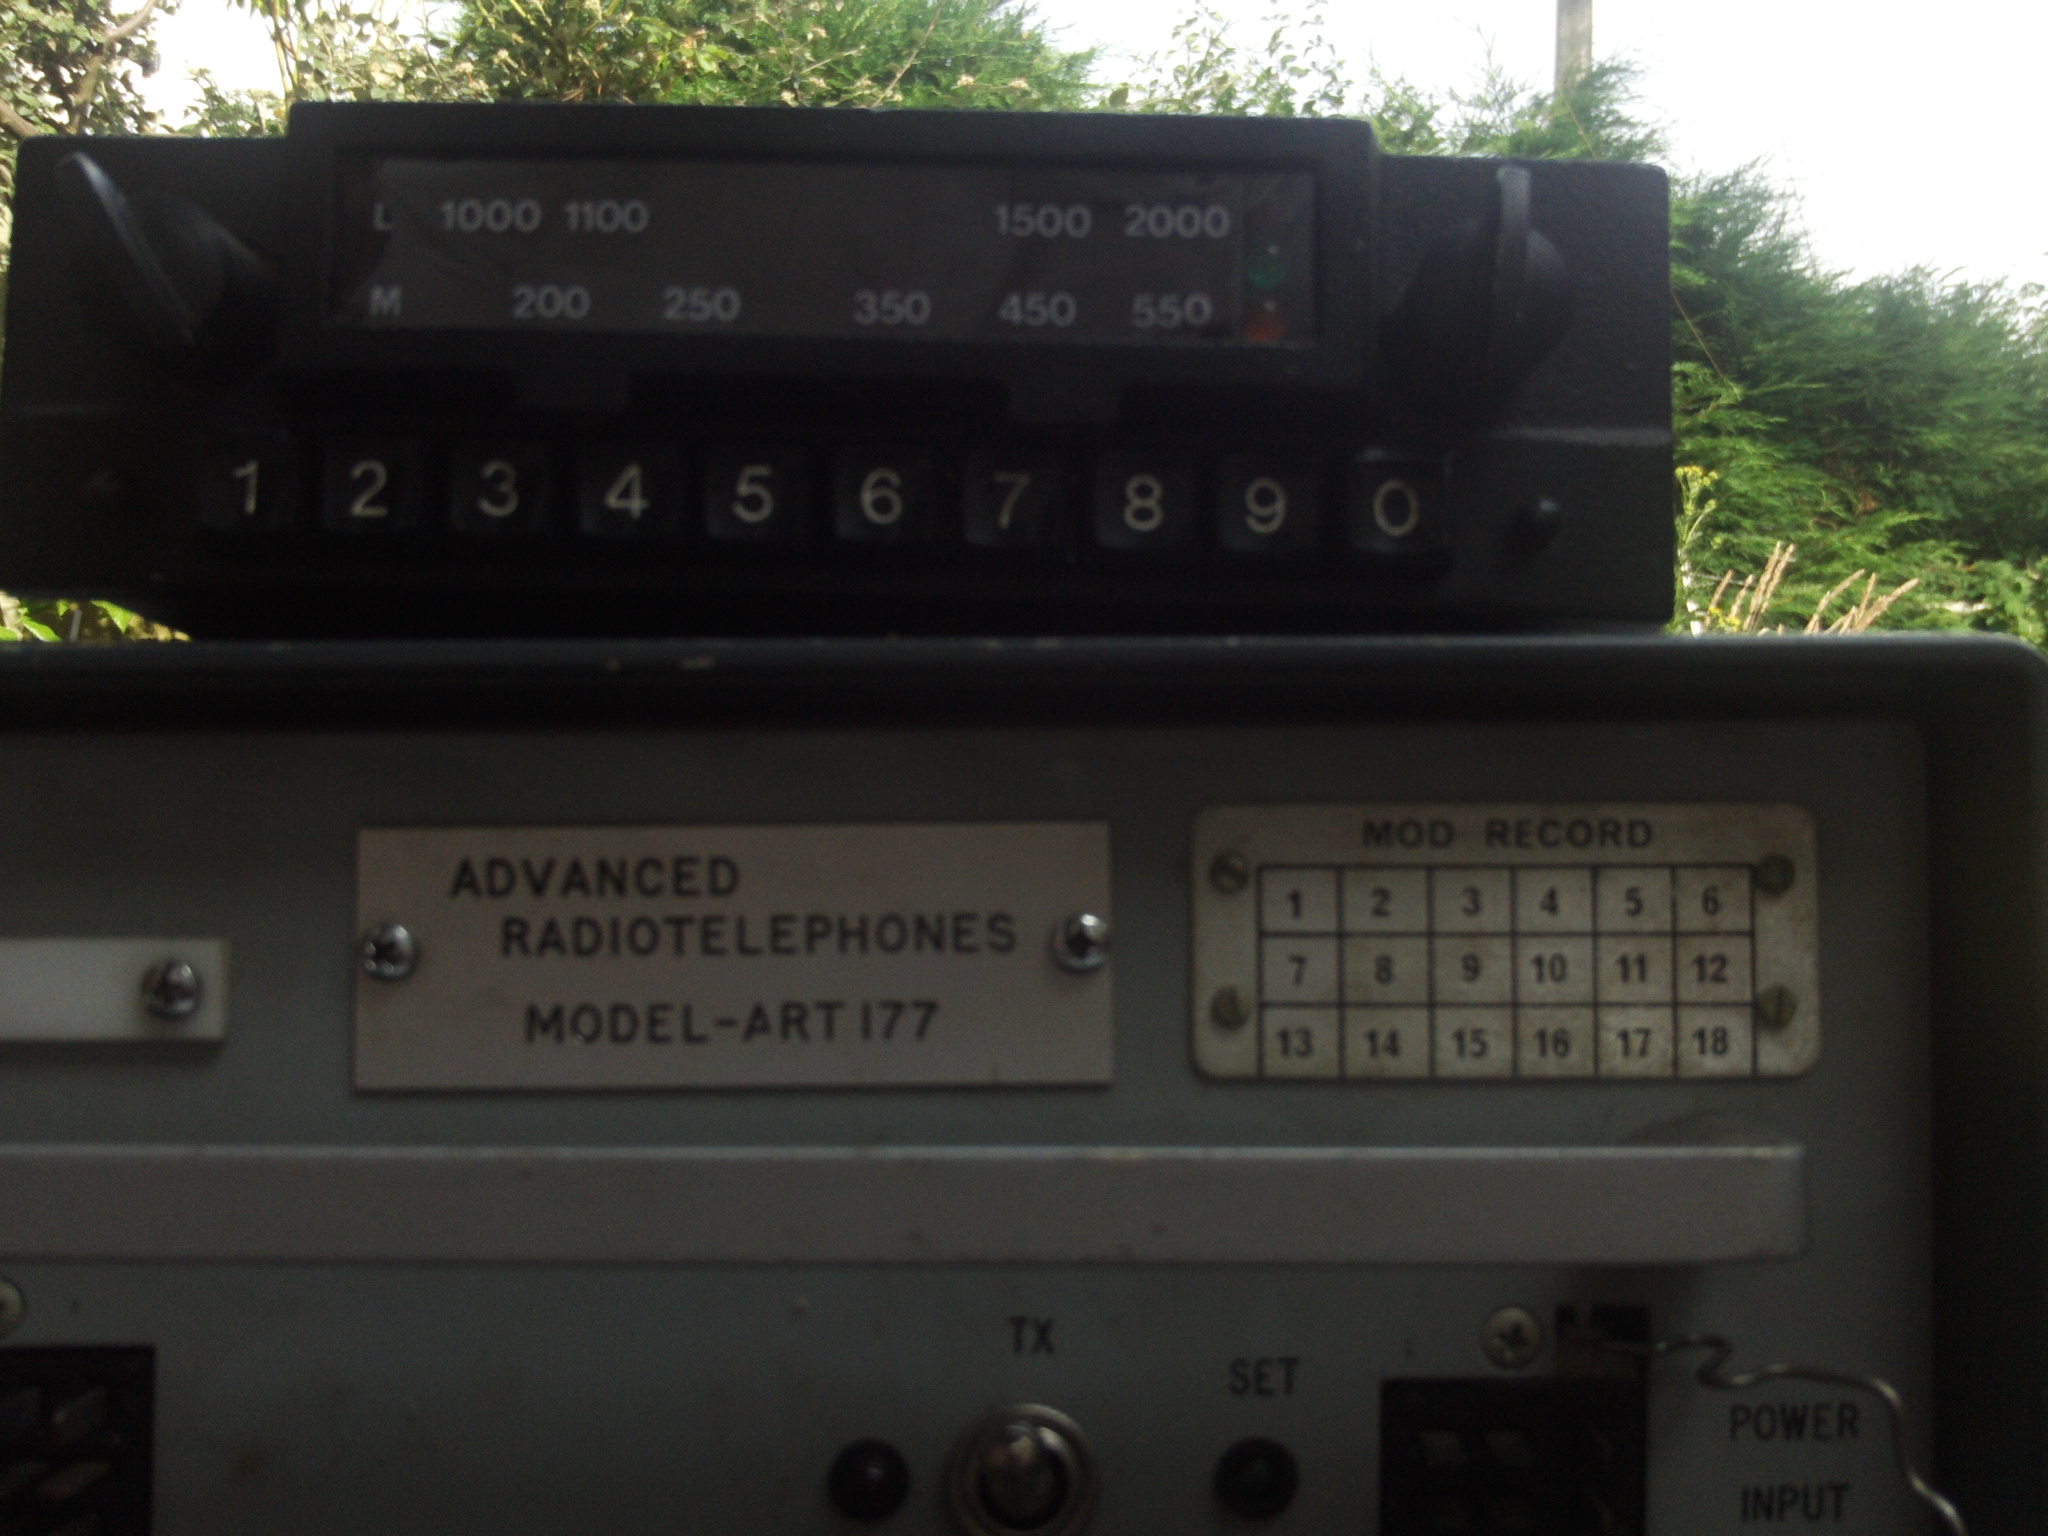 L 1000 1100 1500 2000
M 200 250 350 450 550
1 2 3 4 5 6 7 8 9 0
ADVANCED
RADIOTELEPHONES
MODEL-ART 177
MOD RECORD
1 2 3 4 5 6
7 8 9 10 11 12
13 14 15 16 17 18
TX
SET
POWER
INPUT